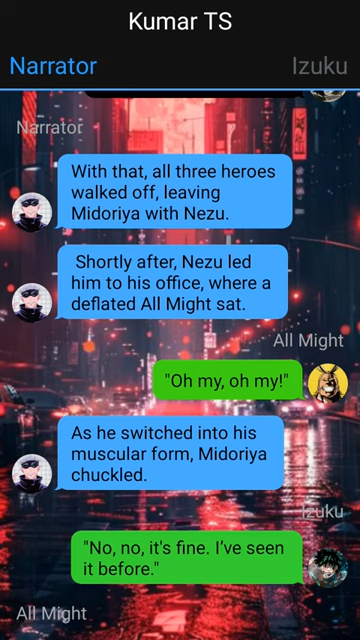 Kumar TS
Narrator
Izuku
Narrator
With that, all three heroes
walked off, leaving
Midoriya with Nezu.
Shortly after, Nezu led
him to his office, where a
deflated All Might sat.
All Might
"Oh my, oh my!"
As he switched into his
muscular form, Midoriya
chuckled.
Izuku
"No, no, it's fine. I've seen
it before."
All Might